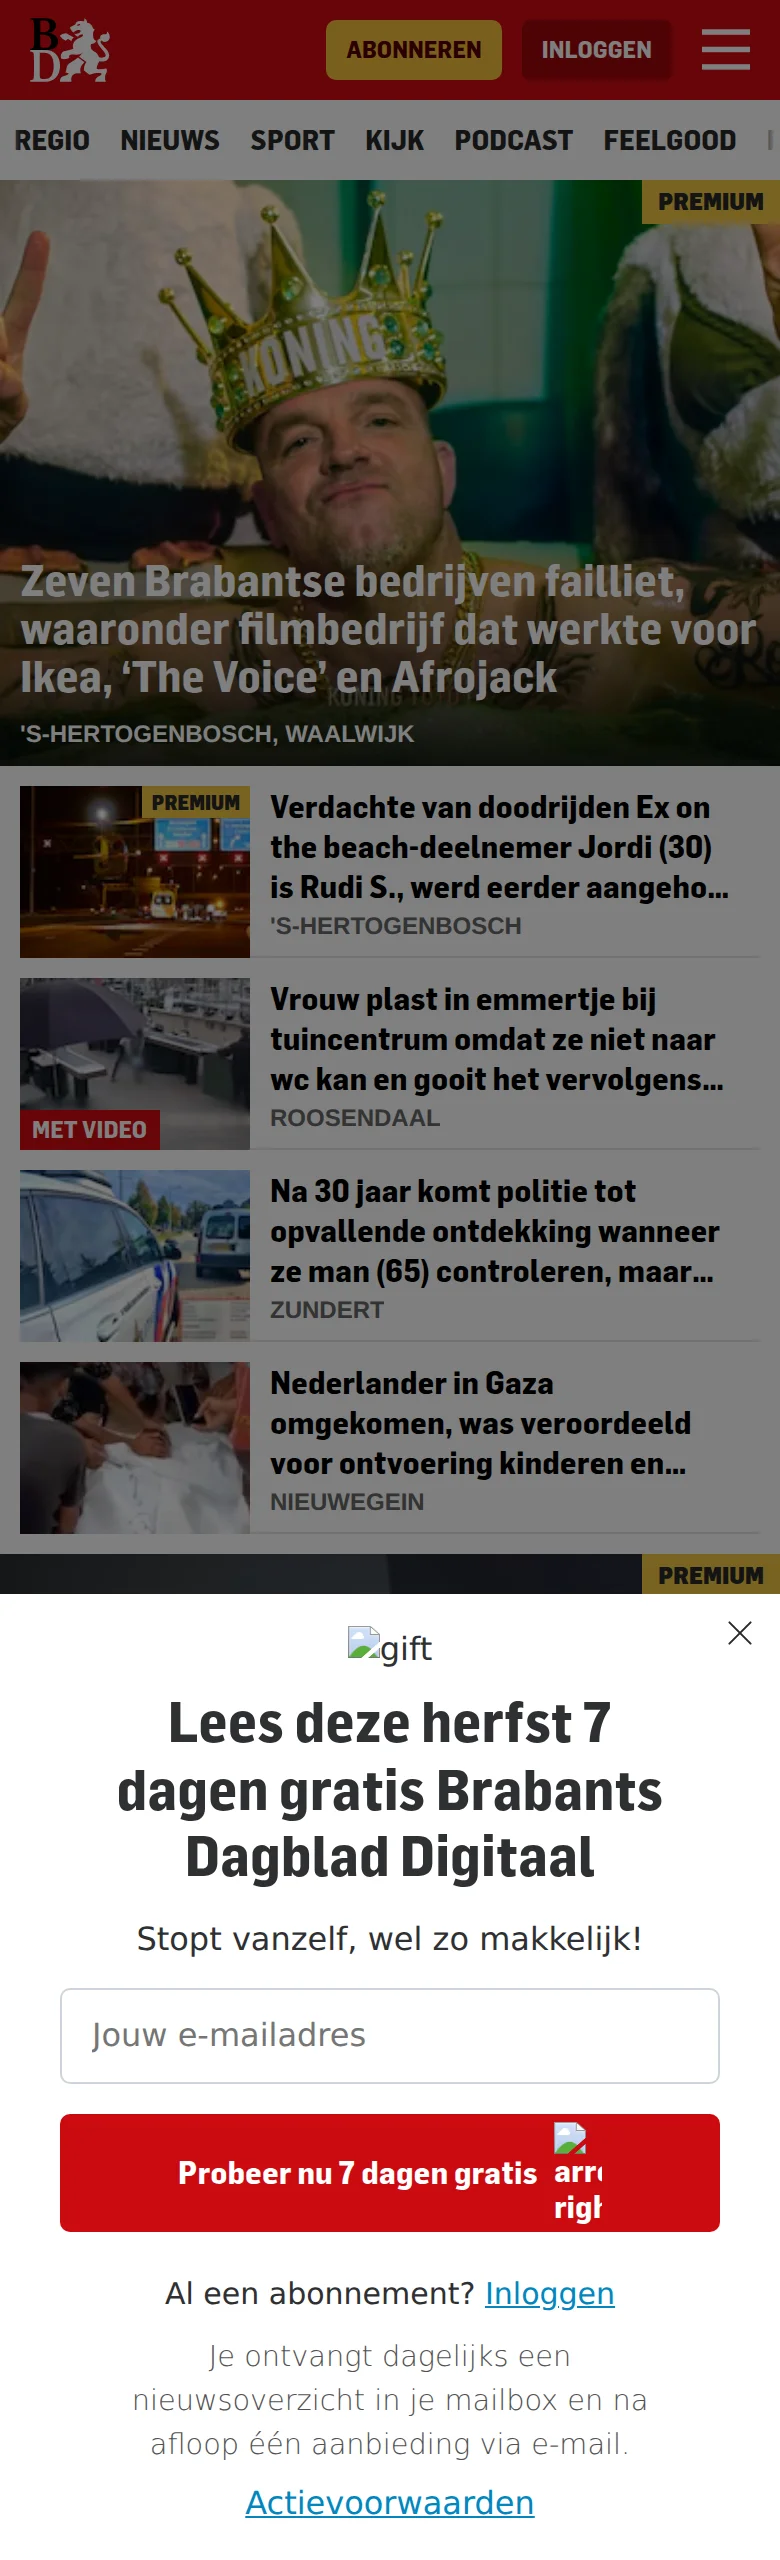 BD
ABONNEREN
INLOGGEN
REGIO NIEUWS SPORT KIJK PODCAST FEELGOOD
PREMIUM
KONING
Zeven Brabantse bedrijven failliet,
waaronder filmbedrijf dat werkte voor
Ikea, ‘The Voice’ en Afrojack
'S-HERTOGENBOSCH, WAALWIJK
PREMIUM
Verdachte van doodrijden Ex on
the beach-deelnemer Jordi (30)
is Rudi S., werd eerder aangeho...
'S-HERTOGENBOSCH
MET VIDEO
Vrouw plast in emmertje bij
tuincentrum omdat ze niet naar
wc kan en gooit het vervolgens...
ROOSENDAAL
Na 30 jaar komt politie tot
opvallende ontdekking wanneer
ze man (65) controleren, maar...
ZUNDERT
Nederlander in Gaza
omgekomen, was veroordeeld
voor ontvoering kinderen en...
NIEUWEGEIN
PREMIUM
gift
Lees deze herfst 7
dagen gratis Brabants
Dagblad Digitaal
Stopt vanzelf, wel zo makkelijk!
Jouw e-mailadres
Probeer nu 7 dagen gratis
Al een abonnement? Inloggen
Je ontvangt dagelijks een
nieuwsoverzicht in je mailbox en na
afloop één aanbieding via e-mail.
Actievoorwaarden